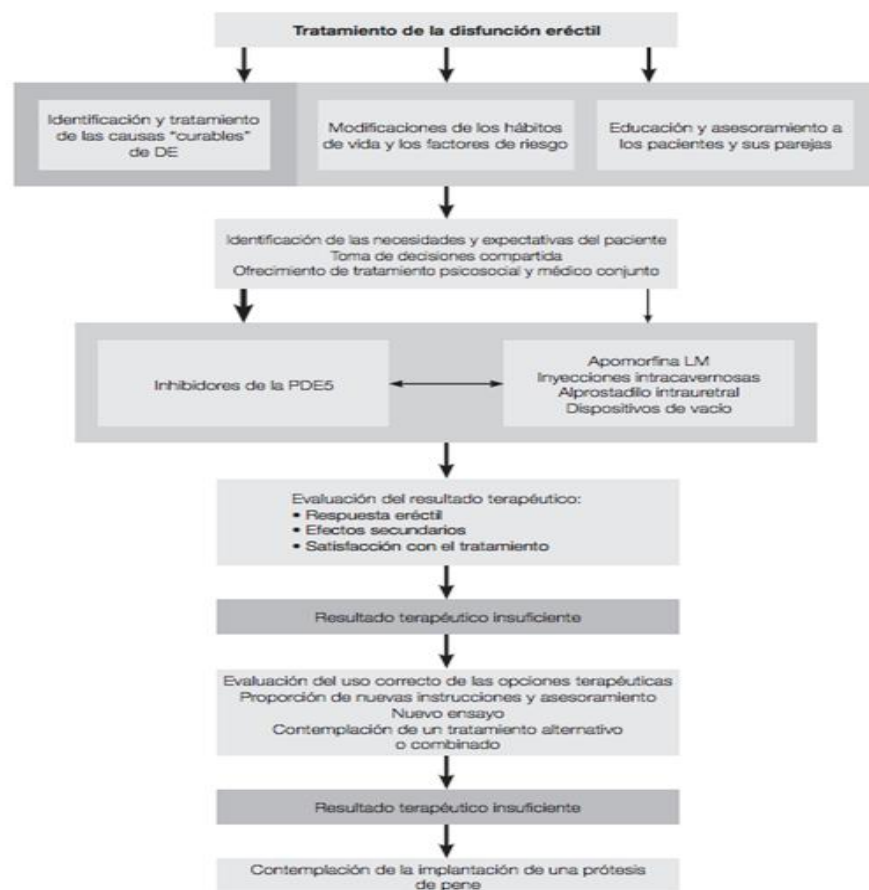 Tratamiento de la disfunción eréctil
Identificación y tratamiento
de las causas "curables"
de DE
Modificaciones de los hábitos
de vida y los factores de riesgo
Educación y asesoramiento a
los pacientes y sus parejas
Identificación de las necesidades y expectativas del paciente
Toma de decisiones compartida
Ofrecimiento de tratamiento psicosocial y médico conjunto
Inhibidores de la PDE5
Apomorfina LM
Inyecciones intracavernosas
Alprostadilo intrauretral
Dispositivos de vacío
Evaluación del resultado terapéutico:
• Respuesta eréctil
• Efectos secundarios
• Satisfacción con el tratamiento
Resultado terapéutico insuficiente
Evaluación del uso correcto de las opciones terapéuticas
Proporción de nuevas instrucciones y asesoramiento
Nuevo ensayo
Contemplación de un tratamiento alternativo
o combinado
Resultado terapéutico insuficiente
Contemplación de la implantación de una prótesis
de pene